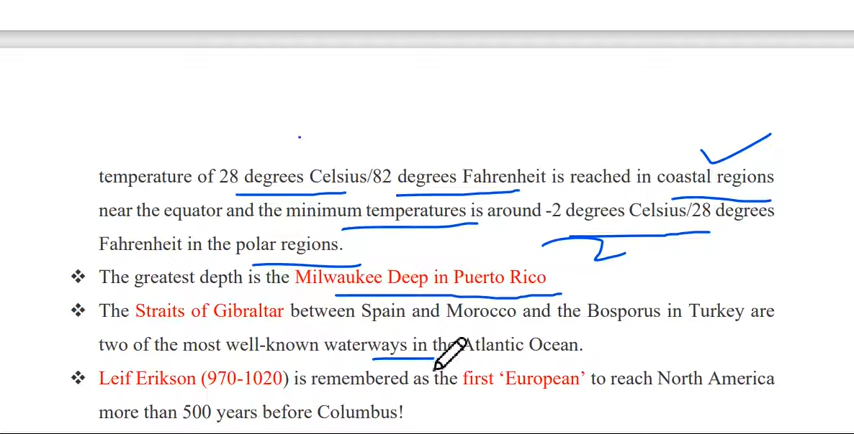 temperature of 28 degrees Celsius/82 degrees Fahrenheit is reached in coastal regions
near the equator and the minimum temperatures is around -2 degrees Celsius/28 degrees
Fahrenheit in the polar regions.
❖ The greatest depth is the Milwaukee Deep in Puerto Rico
❖ The Straits of Gibraltar between Spain and Morocco and the Bosporus in Turkey are
two of the most well-known waterways in the Atlantic Ocean.
❖ Leif Erikson (970-1020) is remembered as the first ‘European’ to reach North America
more than 500 years before Columbus!